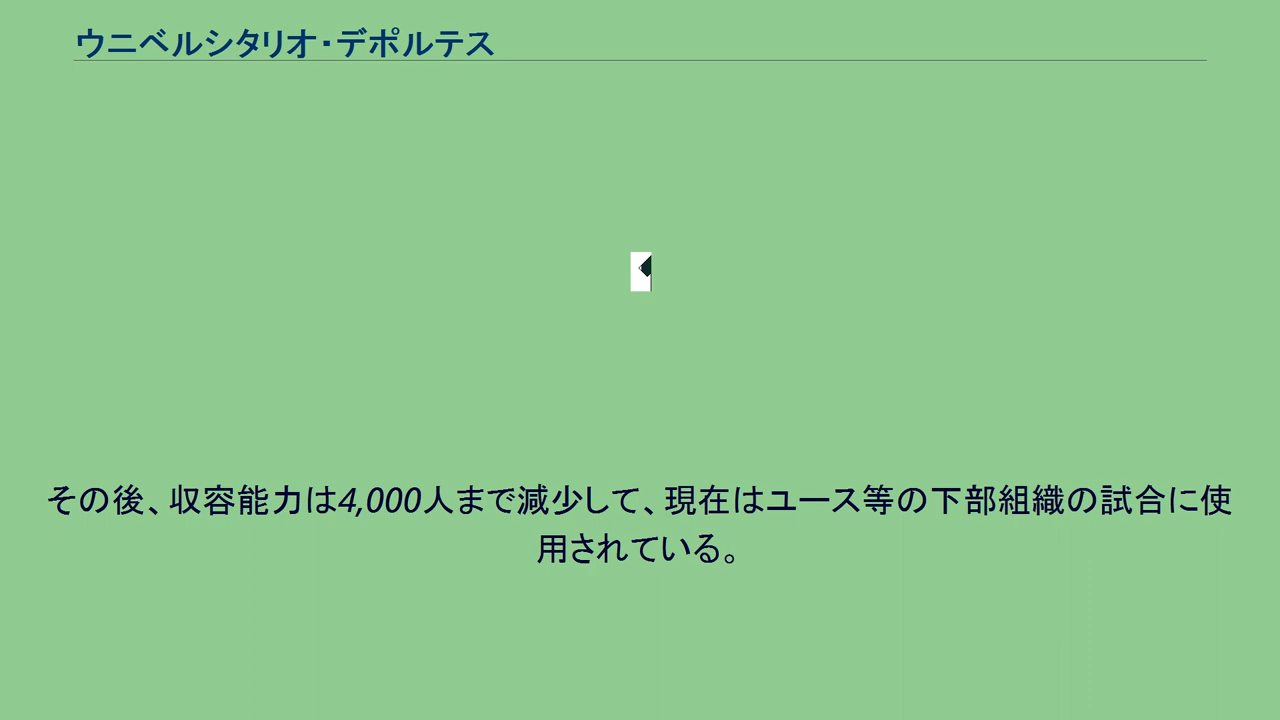 ウニベルシタリオ・デポルテス
その後、収容能力は4,000人まで減少して、現在はユース等の下部組織の試合に使
用されている。